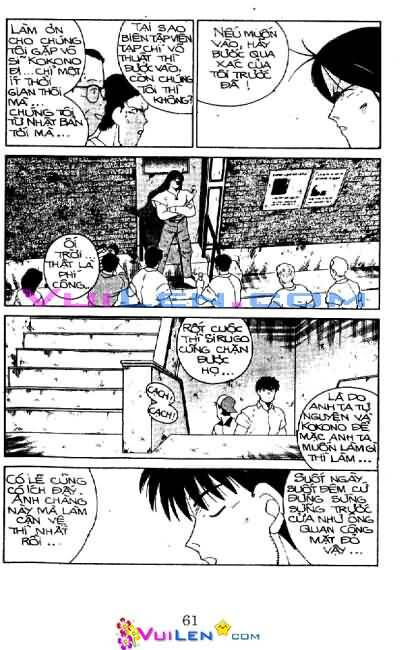 LÀM ƠN
CHO CHÚNG
TÔI GẶP VÕ
SĨ KOKONO
ĐI... CHỈ MỘT
ÍT THỜI
GIAN THÔI
MÀ...
CHÚNG TÔI
TỪ NHẬT BẢN
TỚI MÀ...
TẠI SAO
BIÊN TẬP VIÊN
TẠP CHÍ VÕ
THUẬT THÌ
ĐƯỢC VÀO,
CÒN CHÚNG
TÔI THÌ
KHÔNG?
NẾU MUỐN
VÀO, HÃY
BƯỚC QUA
XÁC CỦA
TÔI TRƯỚC
ĐÃ !
ÔI
TRỜI...
THẬT LÀ
PHÍ
CÔNG...
VUILEN.COM
RỐT CUỘC
THÌ SIRUGO
CŨNG CHẶN
ĐƯỢC
HỌ...
CẠCH!
CẠCH!
LÀ DO
ANH TA TỰ
NGUYỆN VÀ
KOKONO ĐỂ
MẶC ANH TA
MUỐN LÀM GÌ
THÌ LÀM...
CÓ LẼ CŨNG
CÓ ÍCH ĐẤY.
ANH CHÀNG
NÀY MÀ LÀM
CẬN VỆ
THÌ NHẤT
RỒI...
SUỐT NGÀY,
SUỐT ĐÊM CỨ
ĐỨNG SỪNG
SỪNG TRƯỚC
CỬA NHƯ ÔNG
QUAN CÔNG
MẶT ĐỎ
VẬY...
61
VUILEN.COM